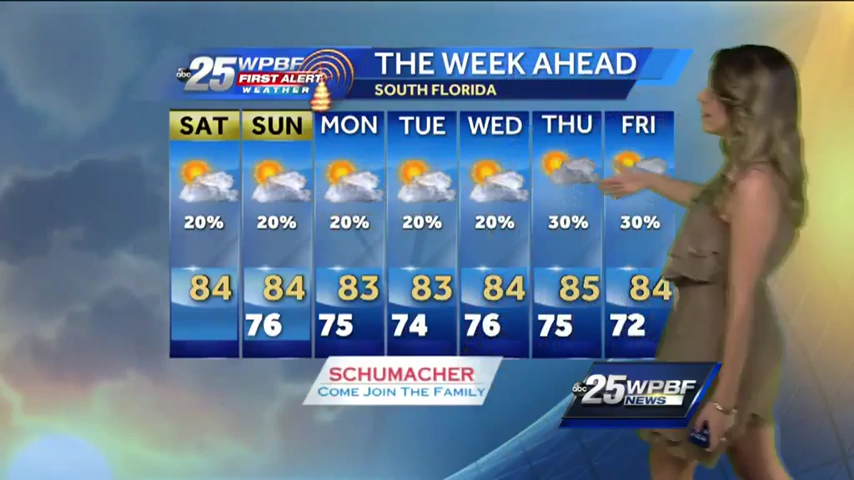 abc 25 WPBF
FIRST ALERT
WEATHER
THE WEEK AHEAD
SOUTH FLORIDA
SAT SUN MON TUE WED THU FRI
20% 20% 20% 20% 20% 30% 30%
84 84 83 83 84 85 84
76 75 74 76 75 72
SCHUMACHER
COME JOIN THE FAMILY
abc 25 WPBF
NEWS